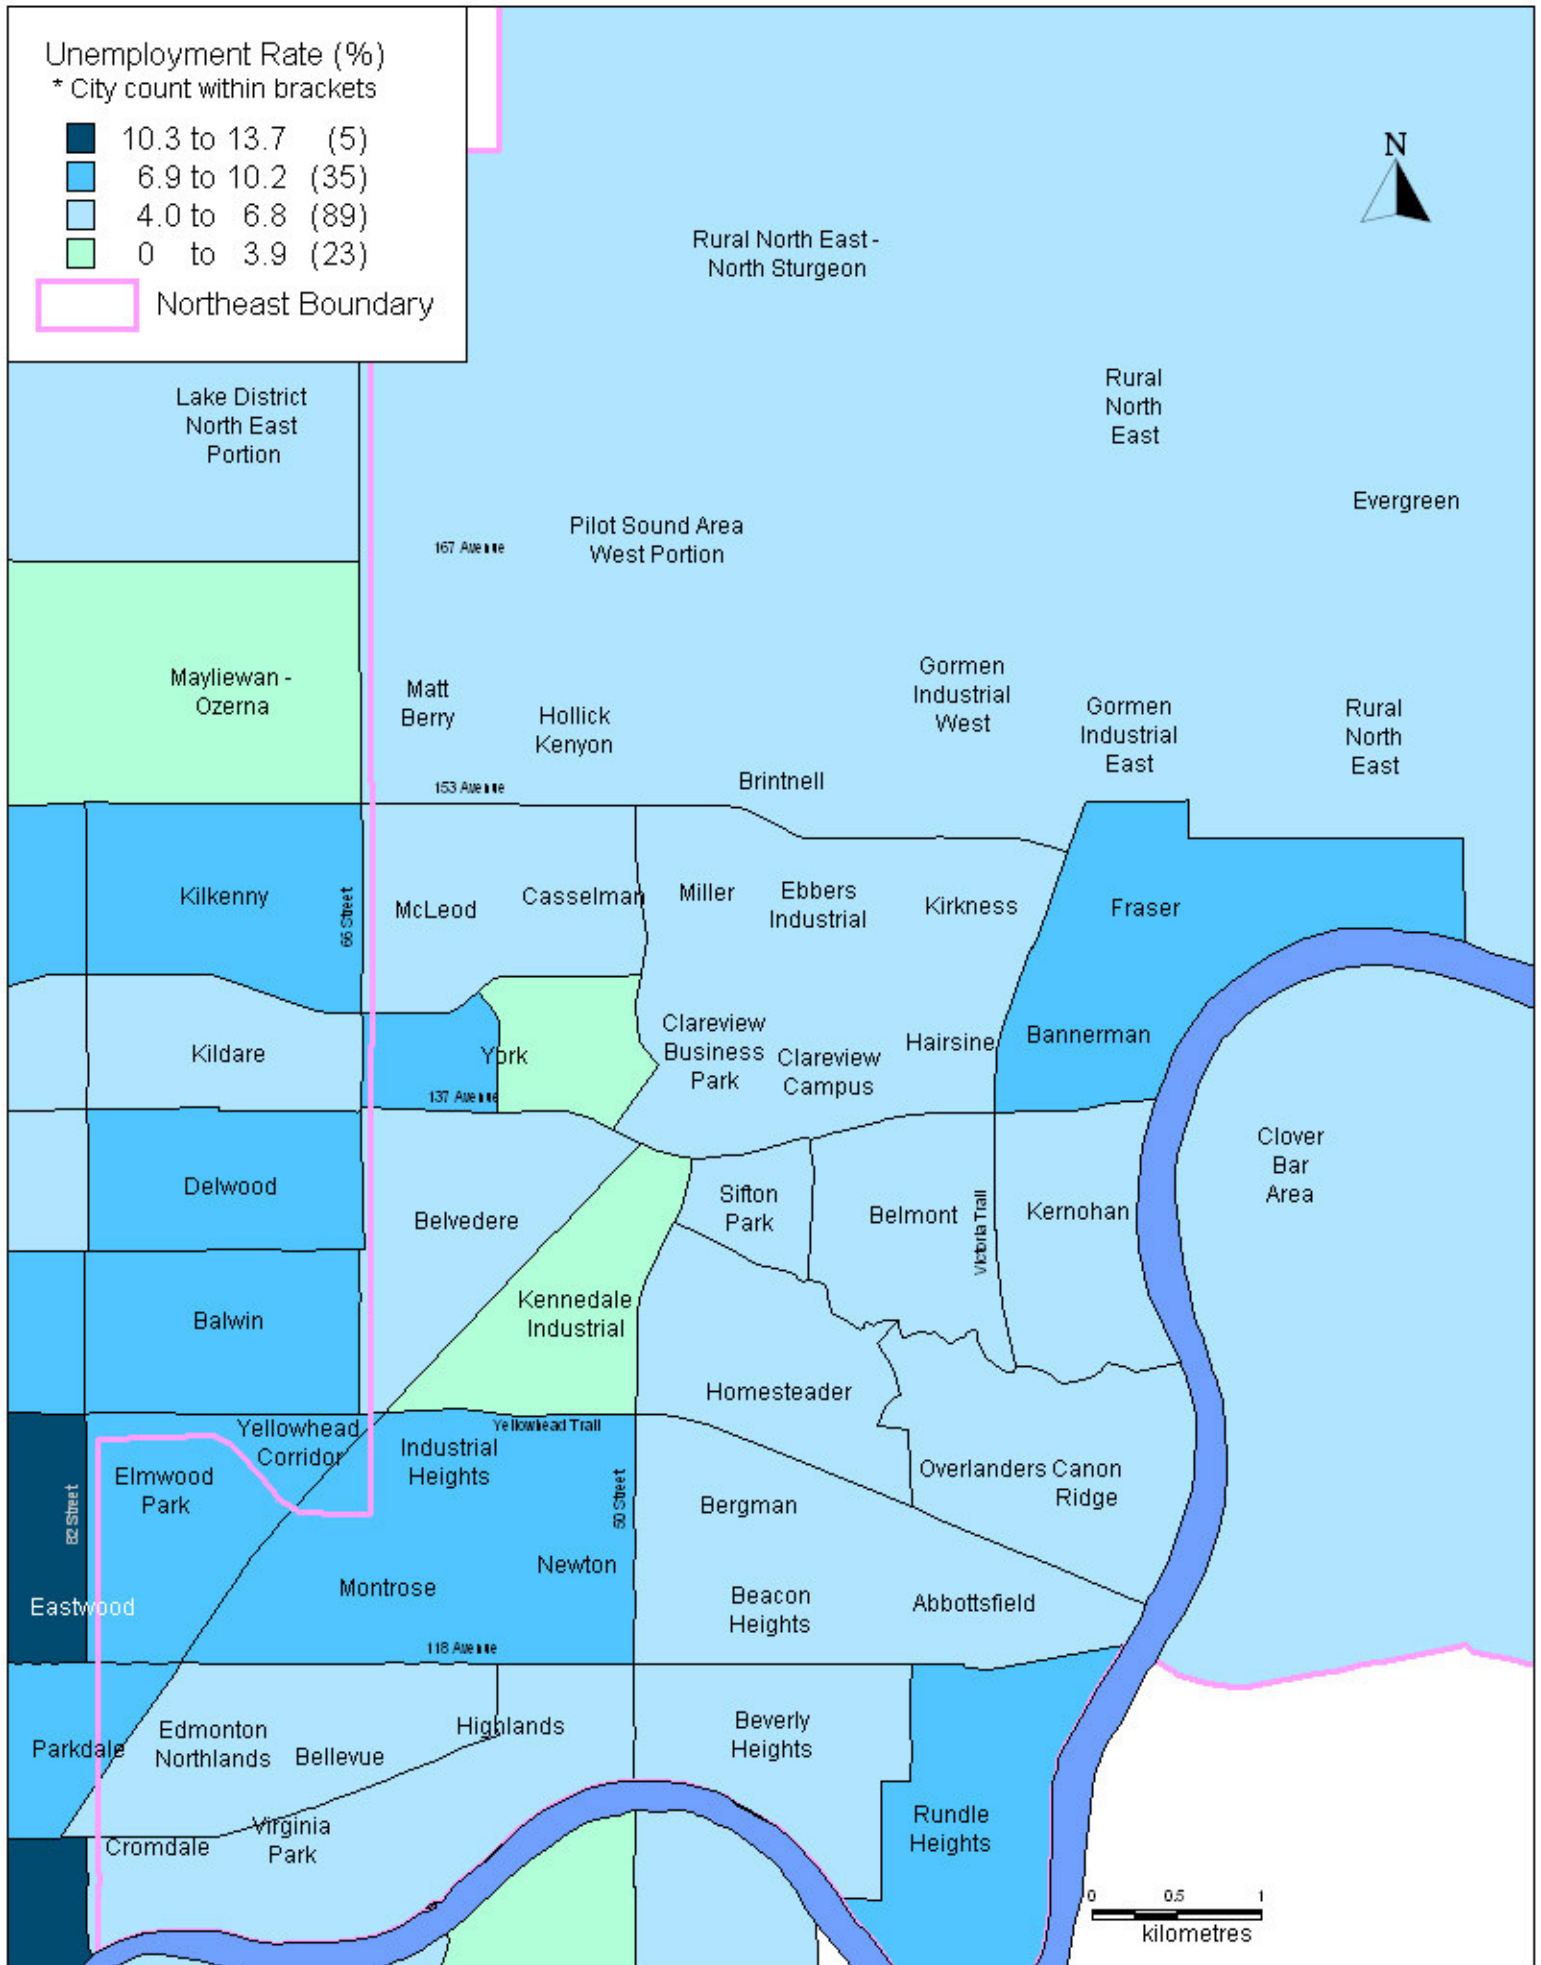 Unemployment Rate (%)
* City count within brackets
10.3 to 13.7 (5)
6.9 to 10.2 (35)
4.0 to 6.8 (89)
0 to 3.9 (23)
Northeast Boundary
N
Rural North East -
North Sturgeon
Lake District
North East
Portion
Rural
North
East
Evergreen
Pilot Sound Area
West Portion
167 Avenue
Mayliewan -
Ozerna
Matt
Berry
Hollick
Kenyon
Gormen
Industrial
West
Gormen
Industrial
East
Rural
North
East
Brintnell
153 Avenue
Kilkenny
66 Street
McLeod
Casselman
Miller
Ebbers
Industrial
Kirkness
Fraser
Kildare
York
137 Avenue
Clareview
Business
Park
Clareview
Campus
Hairsine
Bannerman
Delwood
Belvedere
Sifton
Park
Belmont
Victoria Trail
Kernohan
Clover
Bar
Area
Balwin
Kennedale
Industrial
Homesteader
Yellowhead
Corridor
Yellowhead Trail
Industrial
Heights
Elmwood
Park
82 Street
50 Street
Bergman
Overlanders Canon
Ridge
Eastwood
Montrose
Newton
Beacon
Heights
Abbottsfield
118 Avenue
Parkdale
Edmonton
Northlands
Bellevue
Highlands
Beverly
Heights
Cromdale
Virginia
Park
Rundle
Heights
0 0.5 1
kilometres